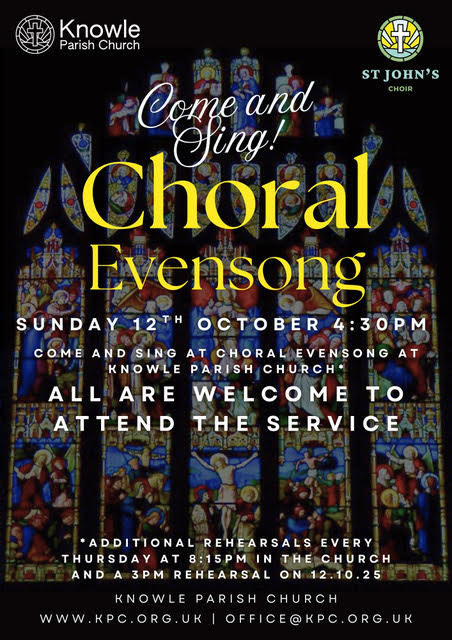 Knowle
Parish Church
ST JOHN'S
CHOIR
Come and
Sing!
Choral
Evensong
SUNDAY 12TH OCTOBER 4:30PM
COME AND SING AT CHORAL EVENSONG AT
KNOWLE PARISH CHURCH*
ALL ARE WELCOME TO
ATTEND THE SERVICE
*ADDITIONAL REHEARSALS EVERY
THURSDAY AT 8:15PM IN THE CHURCH
AND A 3PM REHEARSAL ON 12.10.25
KNOWLE PARISH CHURCH
WWW.KPC.ORG.UK | OFFICE@KPC.ORG.UK